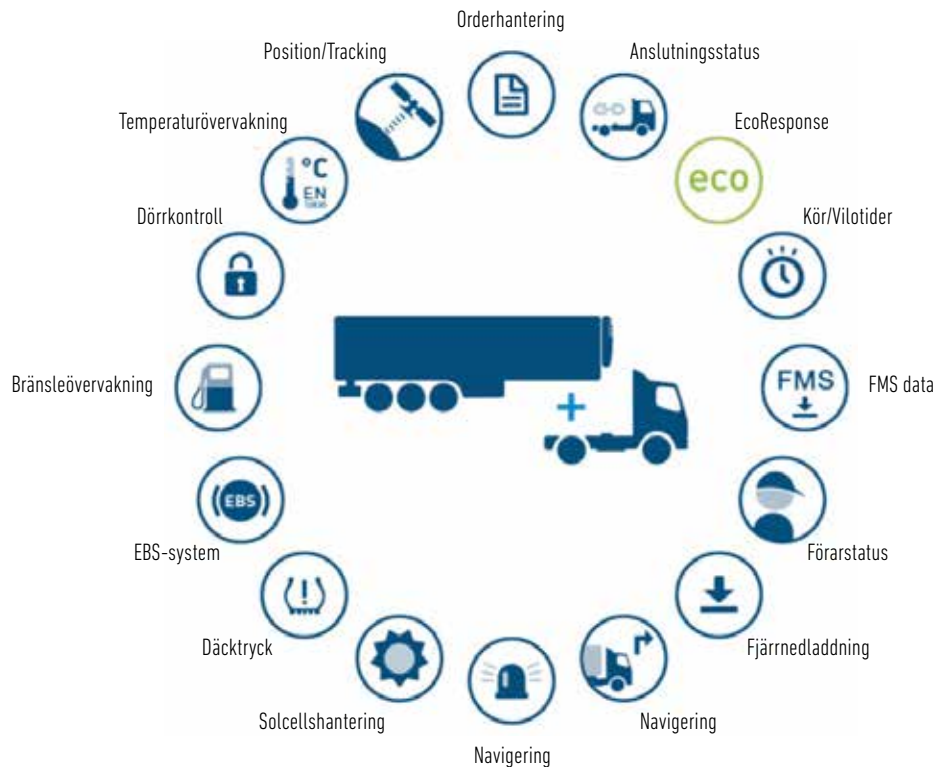 Orderhantering
Position/Tracking
Anslutningsstatus
Temperaturövervakning
EcoResponse
°C
EN
eco
Dörrkontroll
Kör/Vilotider
Bränsleövervakning
FMS
FMS data
EBS
EBS-system
Förarstatus
Däcktryck
Fjärrnedladdning
Solcellshantering
Navigering
Navigering